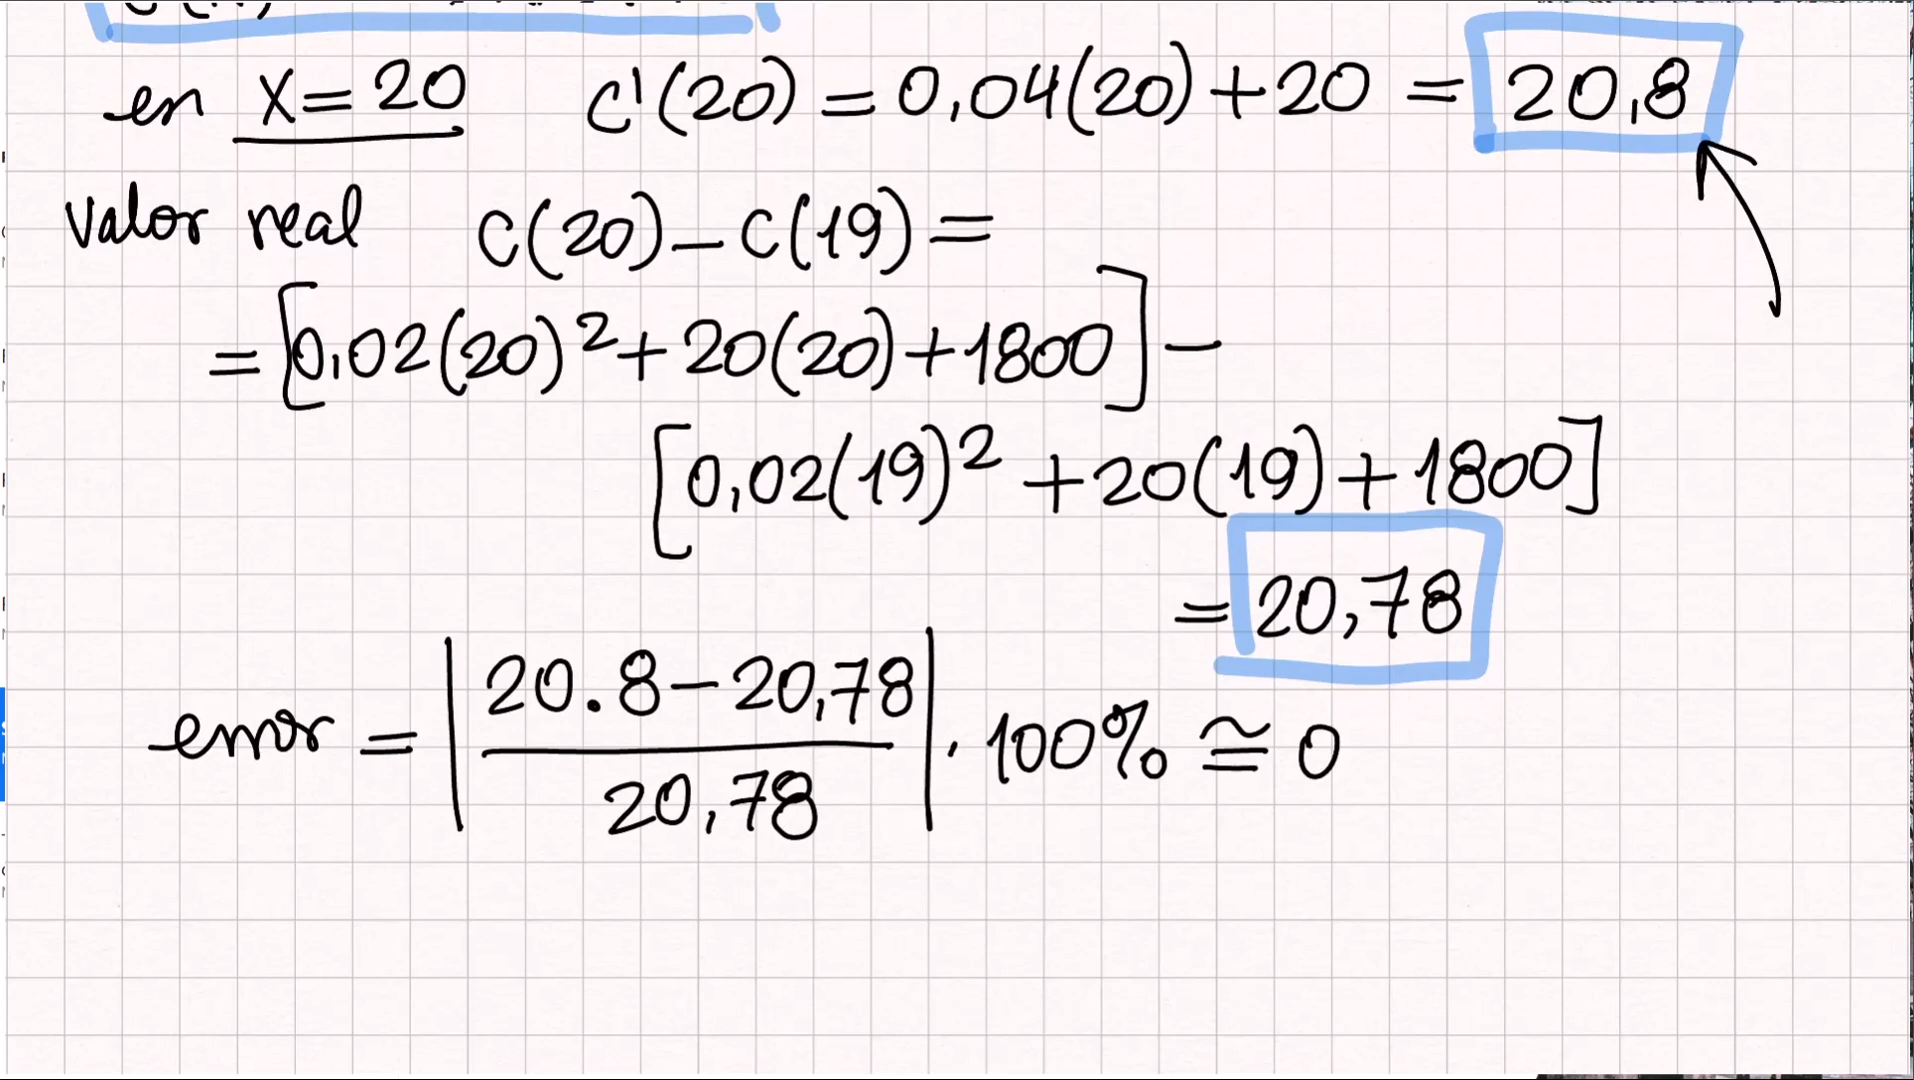 en x=20 C'(20) = 0,04(20)+20 = 20,8
valor real C(20)-C(19)=
=[0,02(20)²+20(20)+1800]-
[0,02(19)²+20(19)+1800]
=20,78
error = |20.8-20,78 / 20,78| · 100% ≅ 0